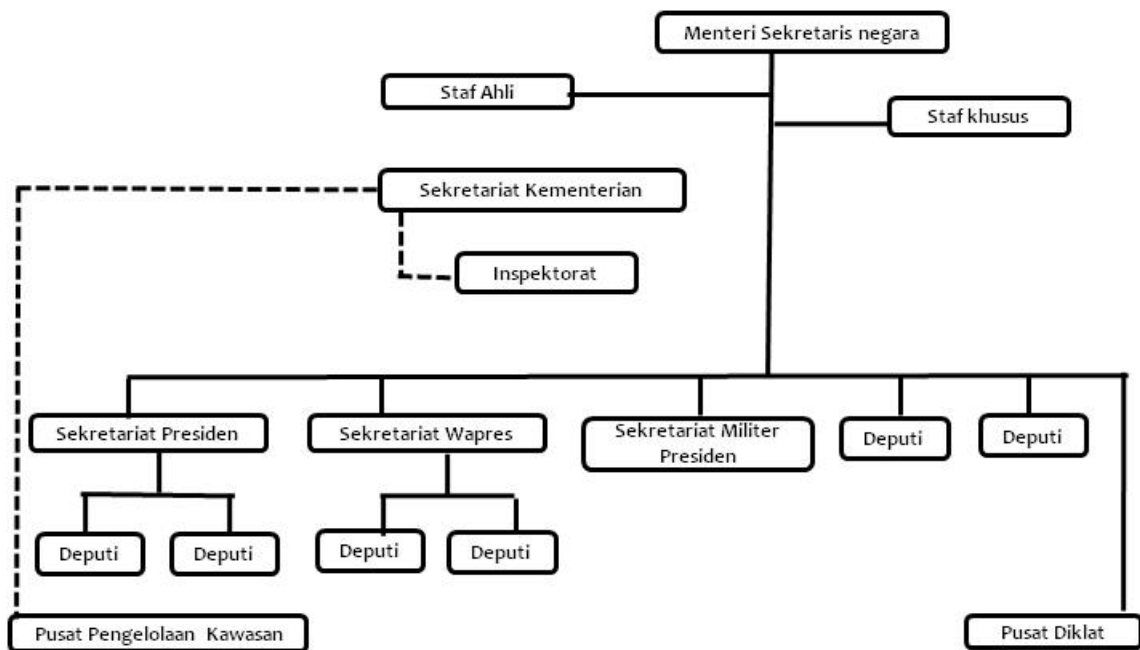 Menteri Sekretaris negara
Staf Ahli
Staf khusus
Sekretariat Kementerian
Inspektorat
Sekretariat Presiden
Sekretariat Wapres
Sekretariat Militer
Presiden
Deputi
Deputi
Deputi
Deputi
Deputi
Deputi
Pusat Pengelolaan Kawasan
Pusat Diklat